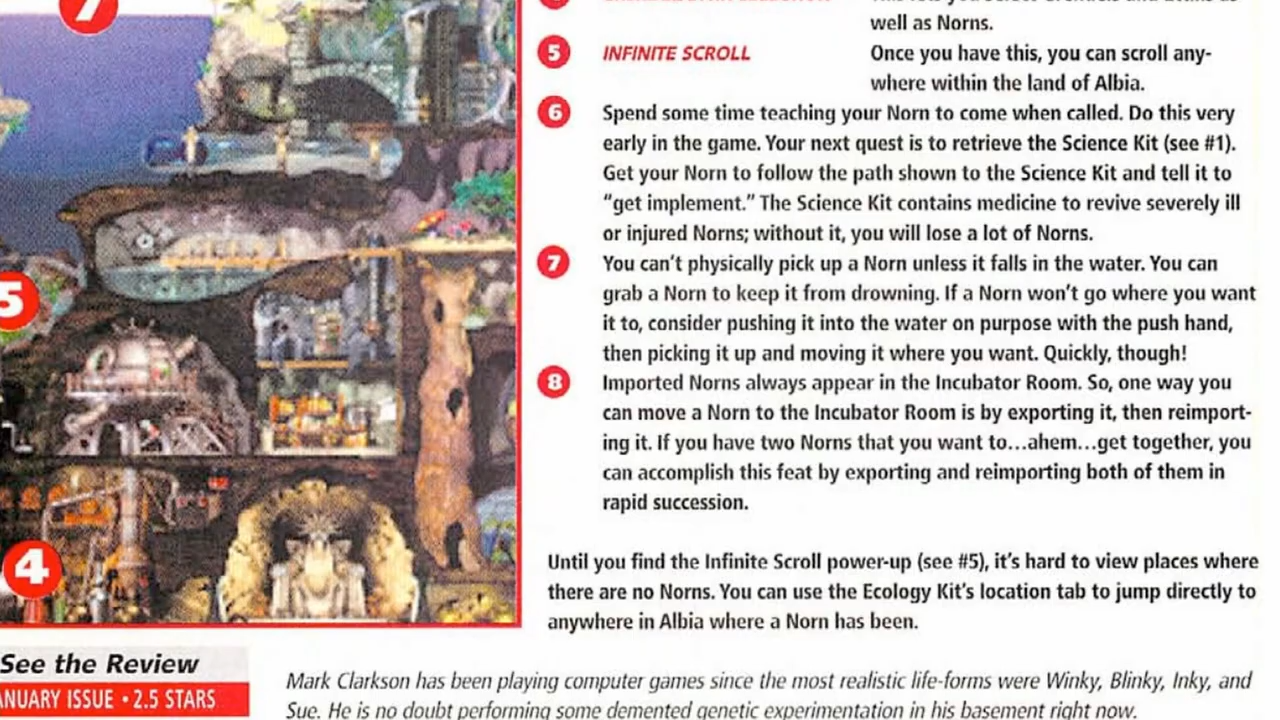 7
well as Norns.
5 INFINITE SCROLL Once you have this, you can scroll any-
where within the land of Albia.
6 Spend some time teaching your Norn to come when called. Do this very
early in the game. Your next quest is to retrieve the Science Kit (see #1).
Get your Norn to follow the path shown to the Science Kit and tell it to
“get implement.” The Science Kit contains medicine to revive severely ill
or injured Norns; without it, you will lose a lot of Norns.
7 You can’t physically pick up a Norn unless it falls in the water. You can
grab a Norn to keep it from drowning. If a Norn won’t go where you want
it to, consider pushing it into the water on purpose with the push hand,
then picking it up and moving it where you want. Quickly, though!
8 Imported Norns always appear in the Incubator Room. So, one way you
can move a Norn to the Incubator Room is by exporting it, then reimport-
ing it. If you have two Norns that you want to…ahem…get together, you
can accomplish this feat by exporting and reimporting both of them in
rapid succession.
Until you find the Infinite Scroll power-up (see #5), it’s hard to view places where
there are no Norns. You can use the Ecology Kit’s location tab to jump directly to
anywhere in Albia where a Norn has been.
5
4
See the Review
ANUARY ISSUE • 2.5 STARS
Mark Clarkson has been playing computer games since the most realistic life-forms were Winky, Blinky, Inky, and
Sue. He is no doubt performing some demented genetic experimentation in his basement right now.